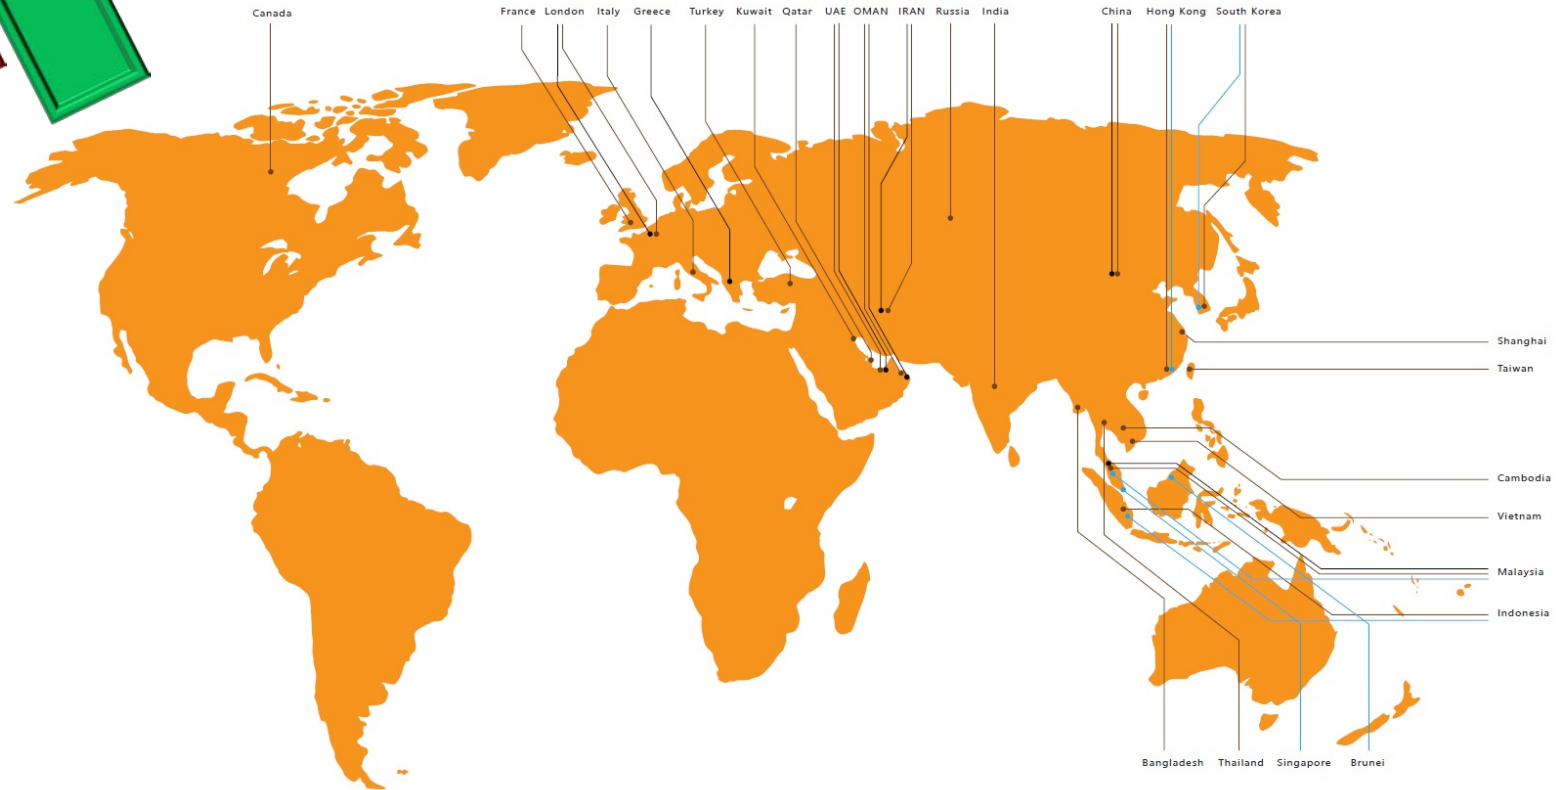 Canada
France London Italy Greece Turkey Kuwait Qatar UAE OMAN IRAN Russia India China Hong Kong South Korea
Shanghai
Taiwan
Cambodia
Vietnam
Malaysia
Indonesia
Bangladesh Thailand Singapore Brunei